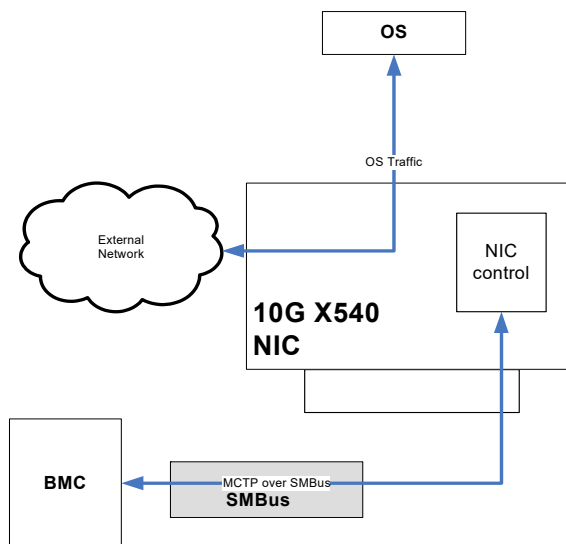 OS
OS Traffic
External
Network
NIC
control
10G X540
NIC
BMC
MCTP over SMBus
SMBus